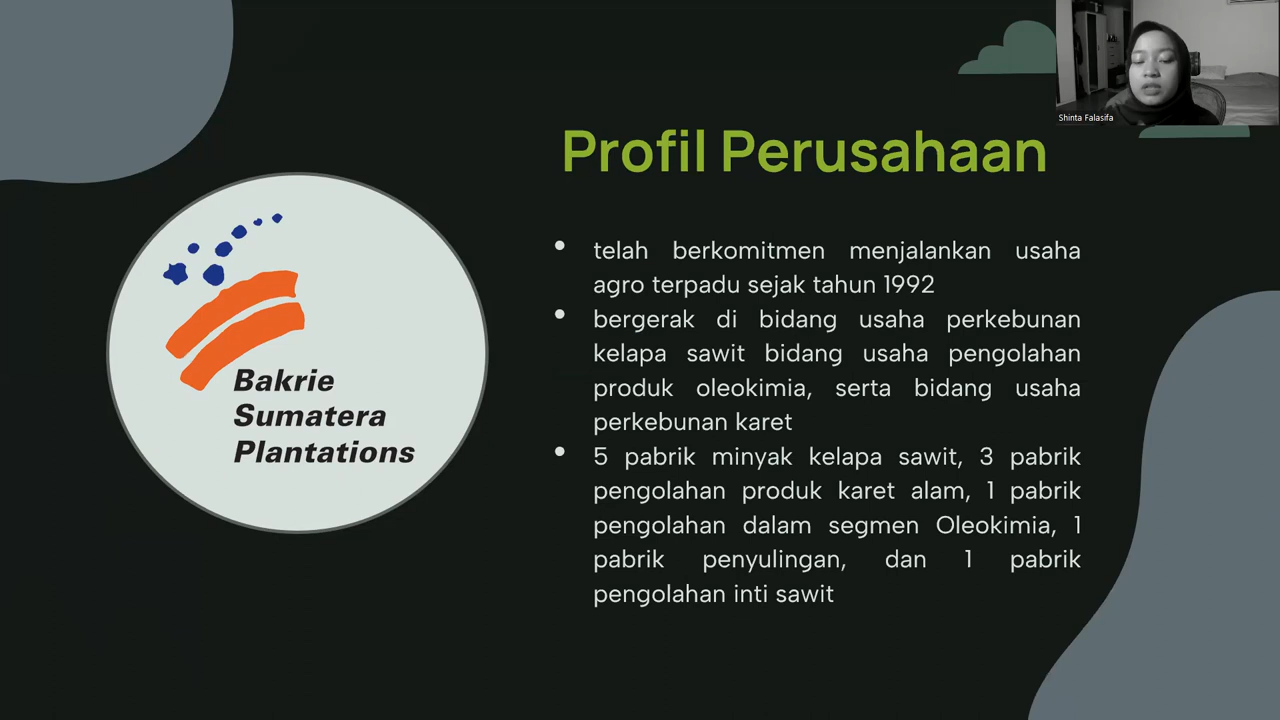 Shinta Falasifa
Profil Perusahaan
Bakrie
Sumatera
Plantations
• telah berkomitmen menjalankan usaha
agro terpadu sejak tahun 1992
• bergerak di bidang usaha perkebunan
kelapa sawit bidang usaha pengolahan
produk oleokimia, serta bidang usaha
perkebunan karet
• 5 pabrik minyak kelapa sawit, 3 pabrik
pengolahan produk karet alam, 1 pabrik
pengolahan dalam segmen Oleokimia, 1
pabrik penyulingan, dan 1 pabrik
pengolahan inti sawit